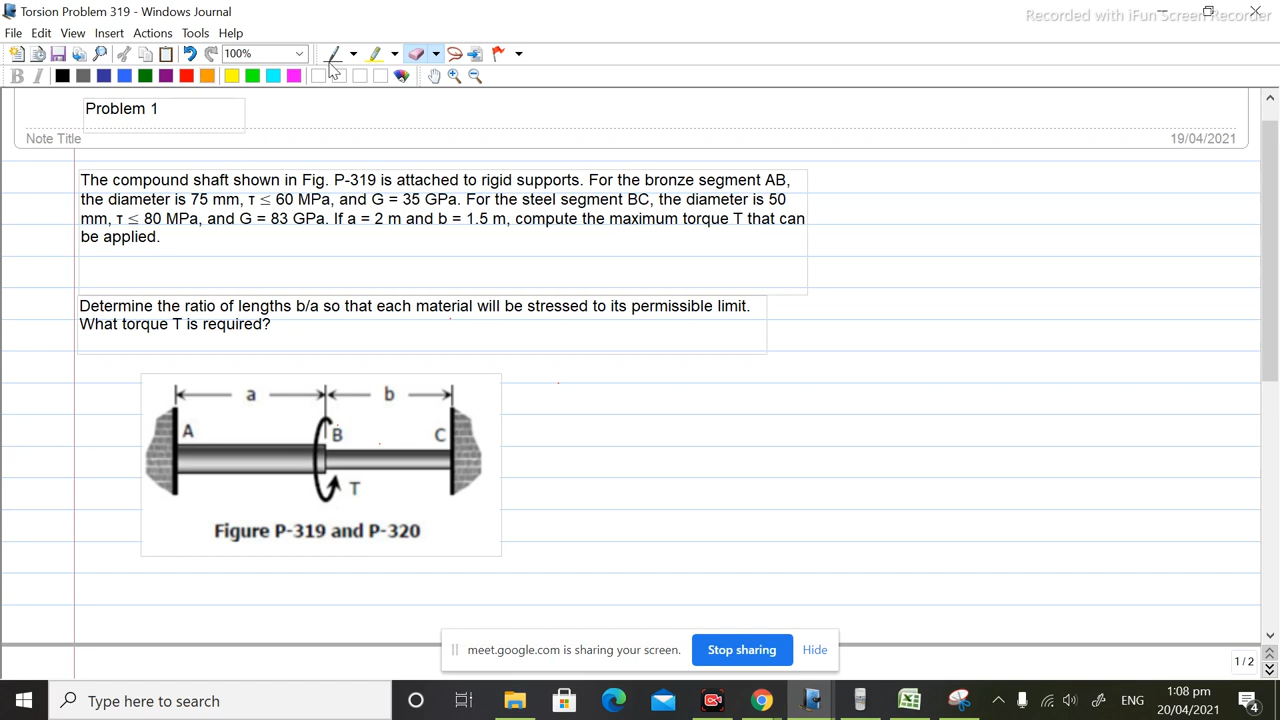 Torsion Problem 319 - Windows Journal
Recorded with iFun Screen Recorder
File Edit View Insert Actions Tools Help
100%
B I
Problem 1
Note Title
19/04/2021
The compound shaft shown in Fig. P-319 is attached to rigid supports. For the bronze segment AB,
the diameter is 75 mm, τ ≤ 60 MPa, and G = 35 GPa. For the steel segment BC, the diameter is 50
mm, τ ≤ 80 MPa, and G = 83 GPa. If a = 2 m and b = 1.5 m, compute the maximum torque T that can
be applied.
Determine the ratio of lengths b/a so that each material will be stressed to its permissible limit.
What torque T is required?
a b
A B C
T
Figure P-319 and P-320
meet.google.com is sharing your screen. Stop sharing Hide
1 / 2
Type here to search
ENG
1:08 pm
20/04/2021
4